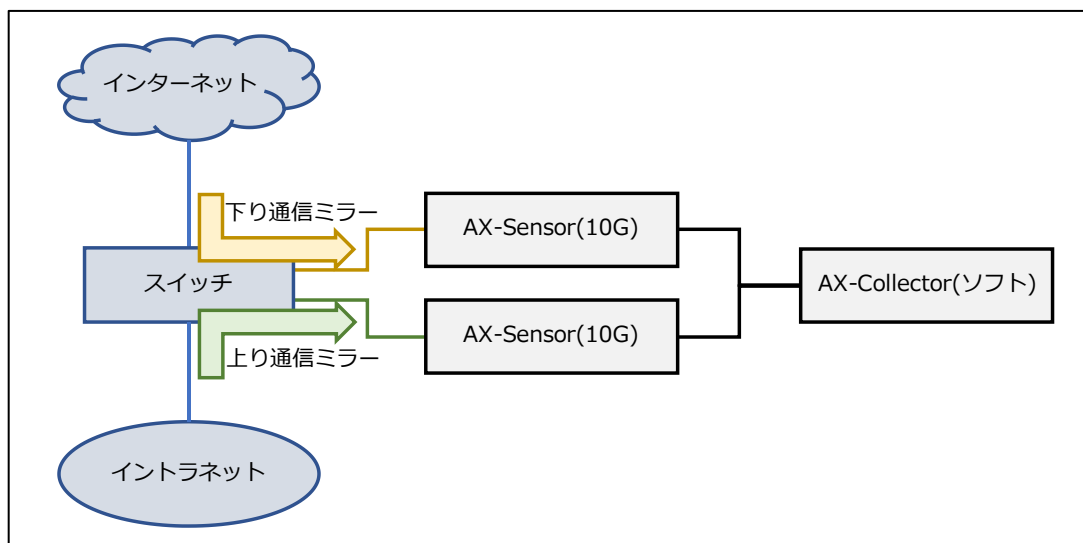 インターネット
下り通信ミラー
AX-Sensor(10G)
スイッチ
AX-Collector(ソフト)
AX-Sensor(10G)
上り通信ミラー
イントラネット